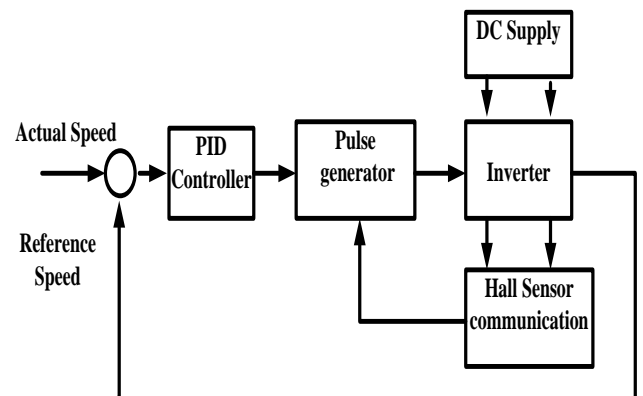 DC Supply
Actual Speed
PID
Controller
Pulse
generator
Inverter
Reference
Speed
Hall Sensor
communication